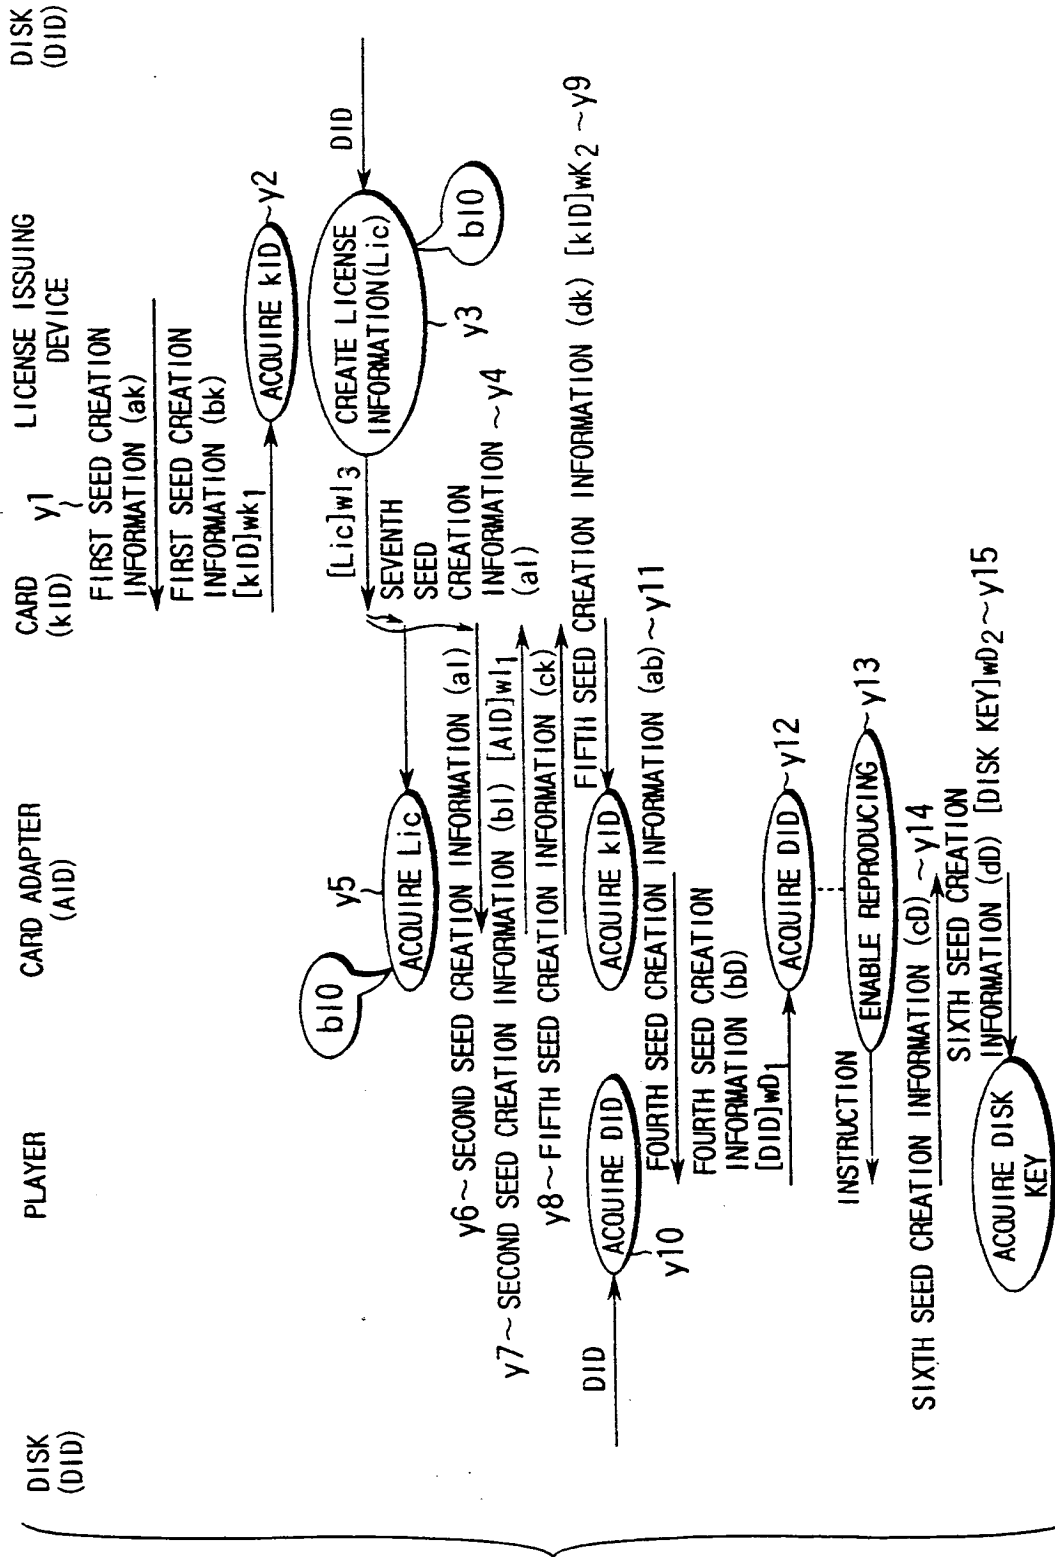 DISK
(DID)
PLAYER
CARD ADAPTER
(AID)
CARD
(kID)
LICENSE ISSUING
DEVICE
DISK
(DID)
y1
FIRST SEED CREATION
INFORMATION (ak)
FIRST SEED CREATION
INFORMATION (bk)
[kID]wk1
ACQUIRE kID
~y2
DID
CREATE LICENSE
INFORMATION(Lic)
b10
y3
[Lic]wl3
SEVENTH
SEED
CREATION
INFORMATION ~y4
(al)
b10
y5
ACQUIRE Lic
y6~SECOND SEED CREATION INFORMATION (al)
y7~SECOND SEED CREATION INFORMATION (bl) [AID]wl1
y8~FIFTH SEED CREATION INFORMATION (ck)
FIFTH SEED CREATION INFORMATION (dk) [kID]wK2 ~y9
DID
ACQUIRE DID
y10
ACQUIRE kID
FOURTH SEED CREATION INFORMATION (ab)~y11
FOURTH SEED CREATION
INFORMATION (bD)
[DID]wD1
ACQUIRE DID
~y12
INSTRUCTION
ENABLE REPRODUCING
~y13
SIXTH SEED CREATION INFORMATION (cD) ~y14
SIXTH SEED CREATION
INFORMATION (dD) [DISK KEY]wD2~y15
ACQUIRE DISK
KEY